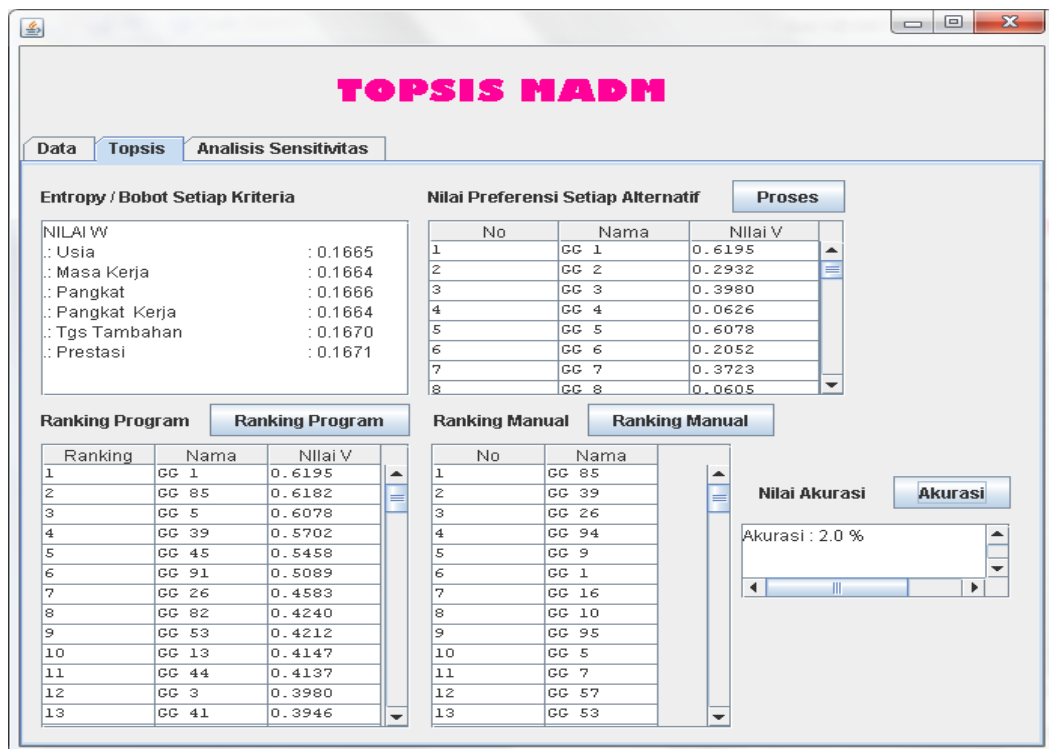 TOPSIS MADM
Data Topsis Analisis Sensitivitas
Entropy / Bobot Setiap Kriteria
NILAI W
.: Usia : 0.1665
.: Masa Kerja : 0.1664
.: Pangkat : 0.1666
.: Pangkat Kerja : 0.1664
.: Tgs Tambahan : 0.1670
.: Prestasi : 0.1671
Nilai Preferensi Setiap Alternatif Proses
No Nama NIlai V
1 GG 1 0.6195
2 GG 2 0.2932
3 GG 3 0.3980
4 GG 4 0.0626
5 GG 5 0.6078
6 GG 6 0.2052
7 GG 7 0.3723
8 GG 8 0.0605
Ranking Program Ranking Program
Ranking Nama NIlai V
1 GG 1 0.6195
2 GG 85 0.6182
3 GG 5 0.6078
4 GG 39 0.5702
5 GG 45 0.5458
6 GG 91 0.5089
7 GG 26 0.4583
8 GG 82 0.4240
9 GG 53 0.4212
10 GG 13 0.4147
11 GG 44 0.4137
12 GG 3 0.3980
13 GG 41 0.3946
Ranking Manual Ranking Manual
No Nama
1 GG 85
2 GG 39
3 GG 26
4 GG 94
5 GG 9
6 GG 1
7 GG 16
8 GG 10
9 GG 95
10 GG 5
11 GG 7
12 GG 57
13 GG 53
Nilai Akurasi Akurasi
Akurasi : 2.0 %